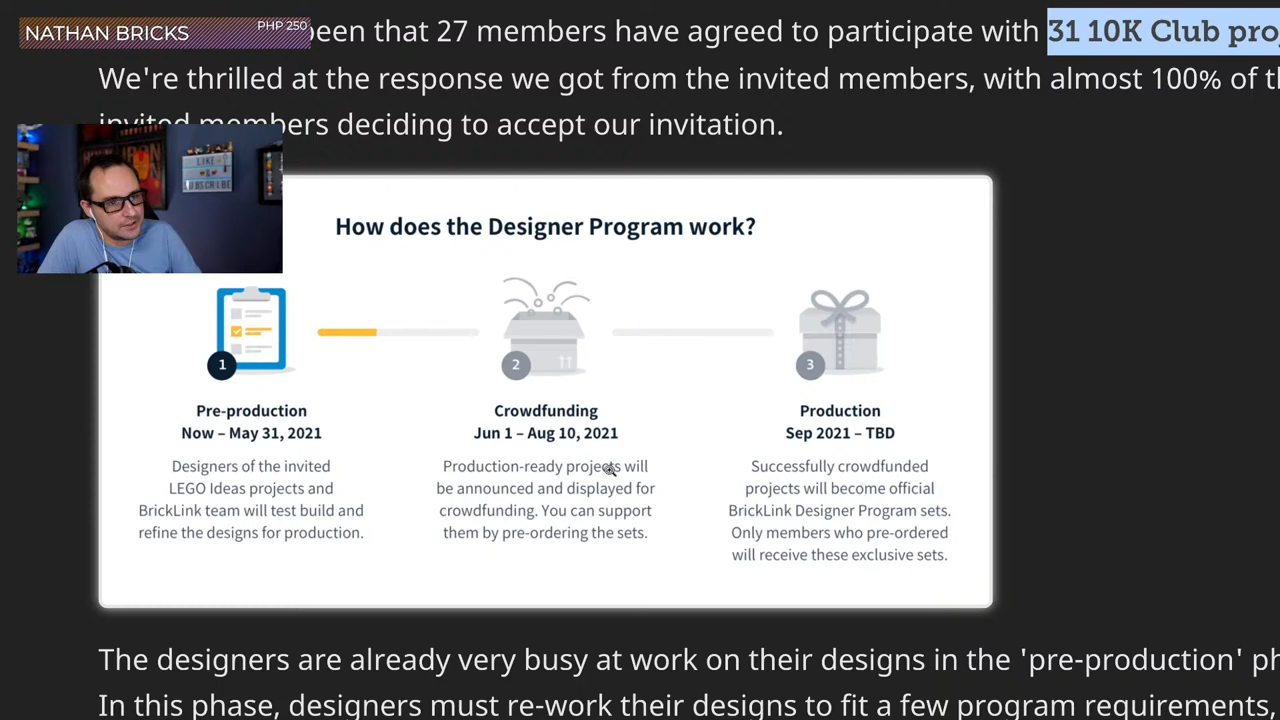 NATHAN BRICKS
PHP 250
been that 27 members have agreed to participate with 31 10K Club pro
We're thrilled at the response we got from the invited members, with almost 100% of
invited members deciding to accept our invitation.
LIKE
&
SUBSCRIBE
How does the Designer Program work?
1
Pre-production
Now – May 31, 2021
Designers of the invited
LEGO Ideas projects and
BrickLink team will test build and
refine the designs for production.
2
Crowdfunding
Jun 1 – Aug 10, 2021
Production-ready projects will
be announced and displayed for
crowdfunding. You can support
them by pre-ordering the sets.
3
Production
Sep 2021 – TBD
Successfully crowdfunded
projects will become official
BrickLink Designer Program sets.
Only members who pre-ordered
will receive these exclusive sets.
The designers are already very busy at work on their designs in the 'pre-production' ph
In this phase, designers must re-work their designs to fit a few program requirements,